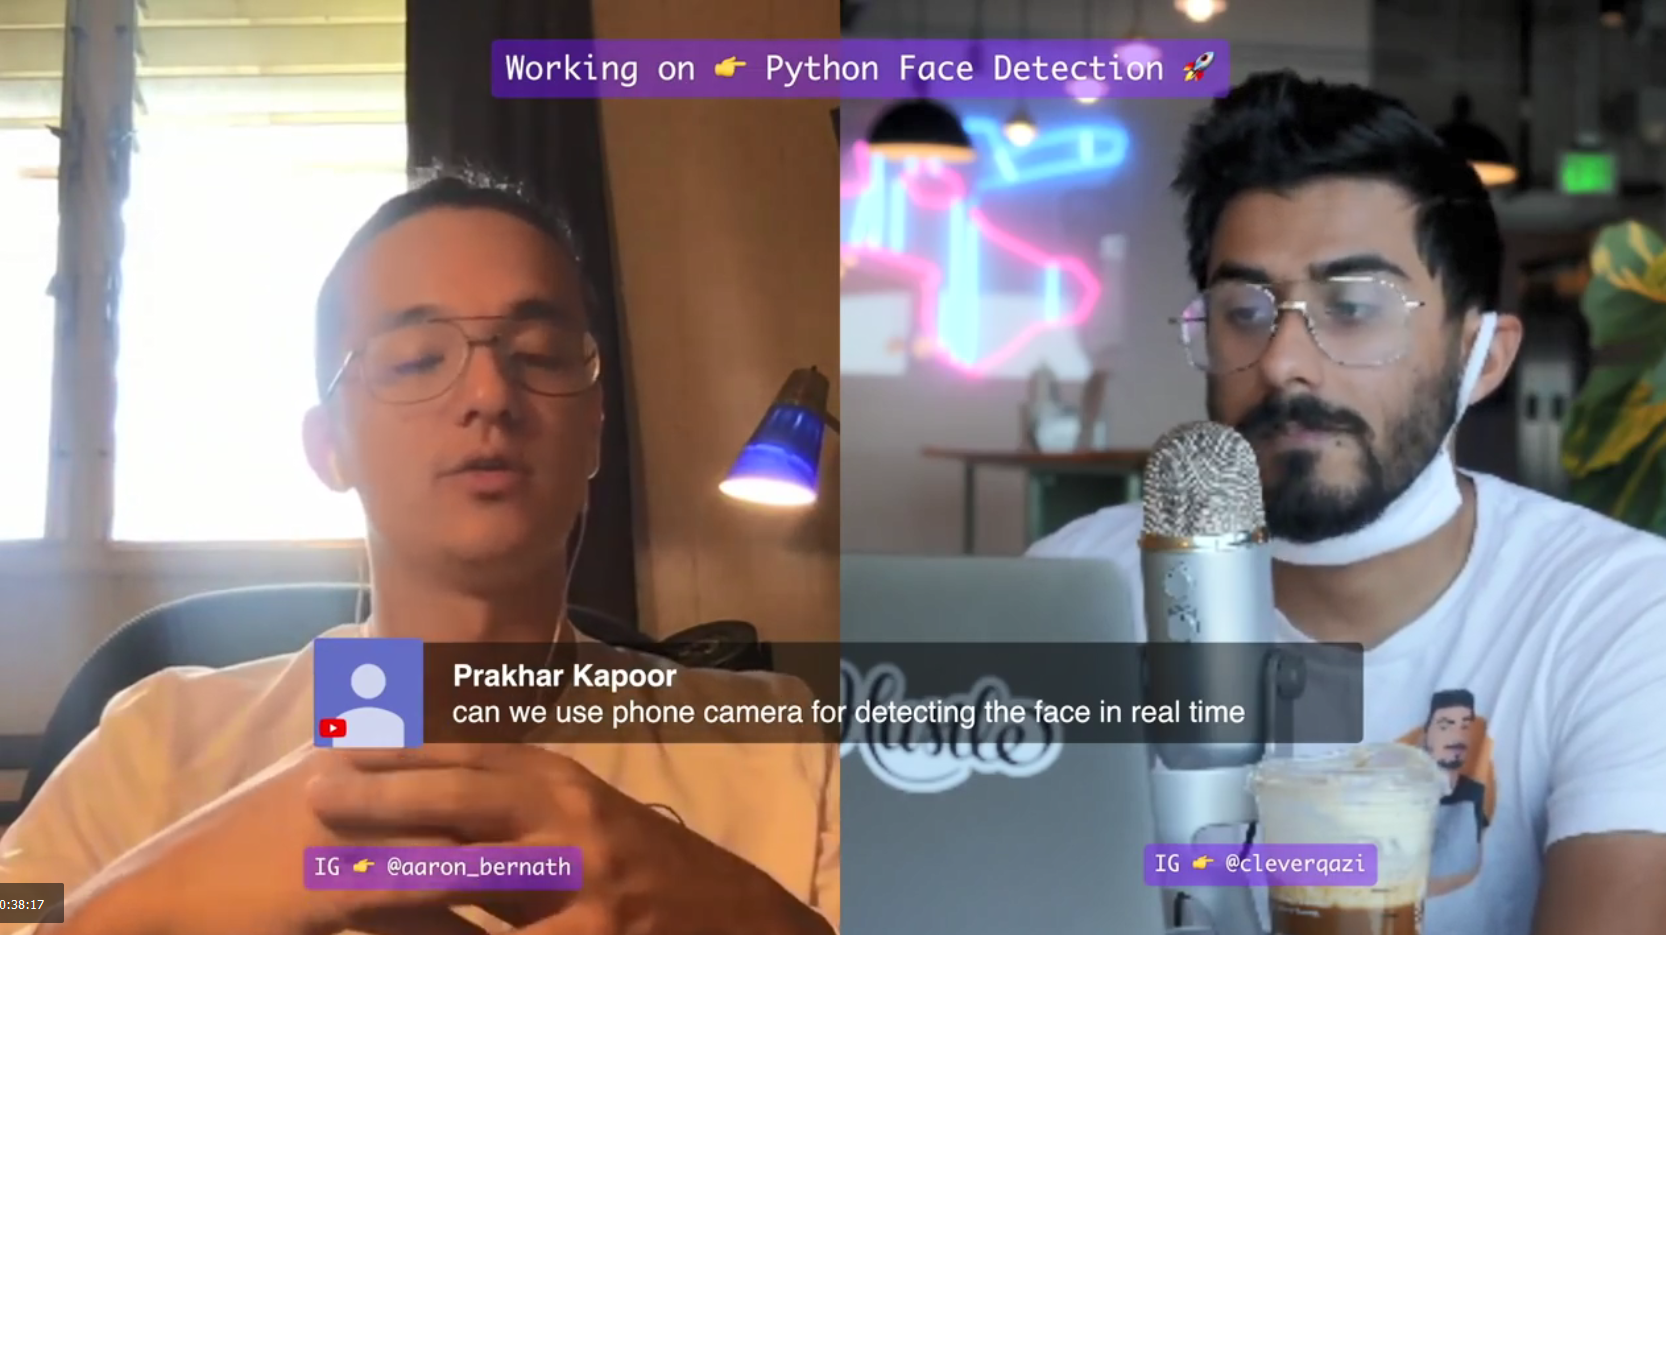 Working on 👉 Python Face Detection 🚀
Prakhar Kapoor
can we use phone camera for detecting the face in real time
Hustle
IG 👉 @aaron_bernath
IG 👉 @cleverqazi
0:38:17